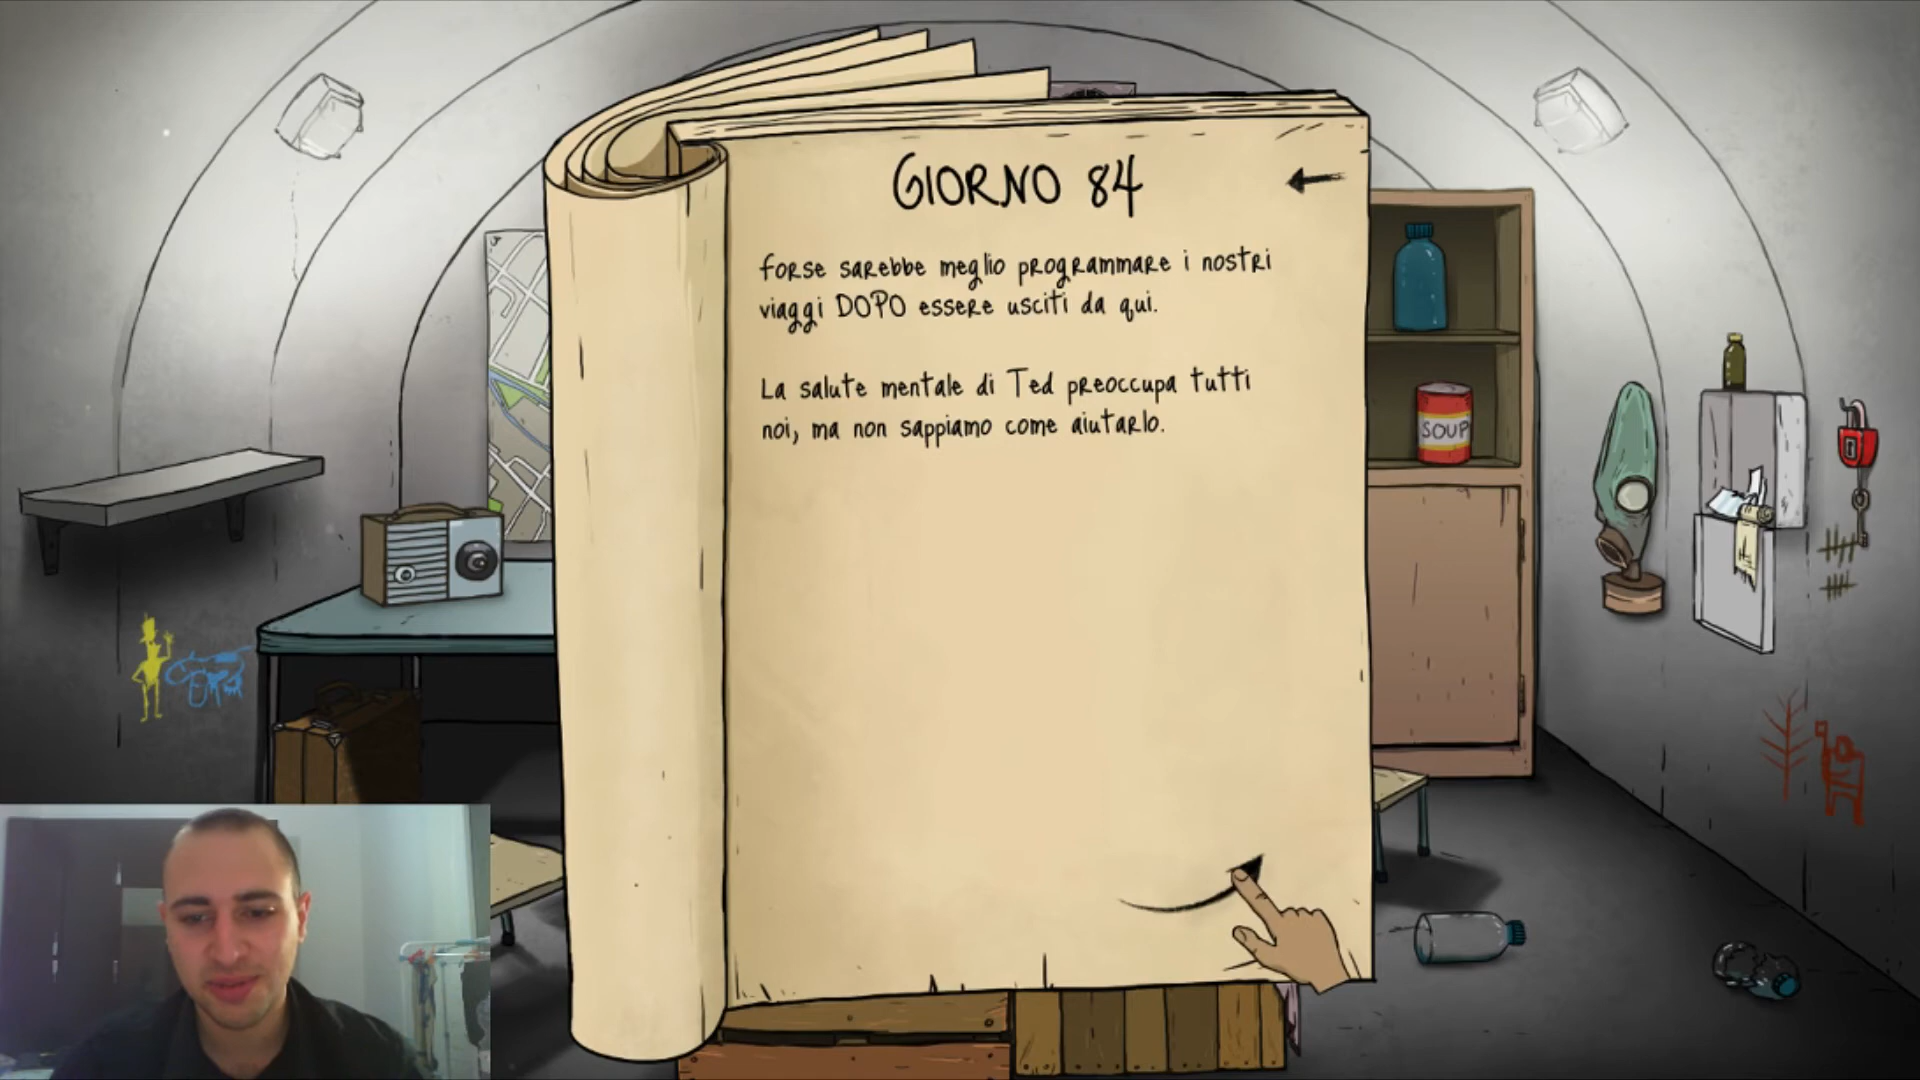 GIORNO 84
forse sarebbe meglio programmare i nostri
viaggi DOPO essere usciti da qui.
La salute mentale di Ted preoccupa tutti
noi, ma non sappiamo come aiutarlo.
SOUP